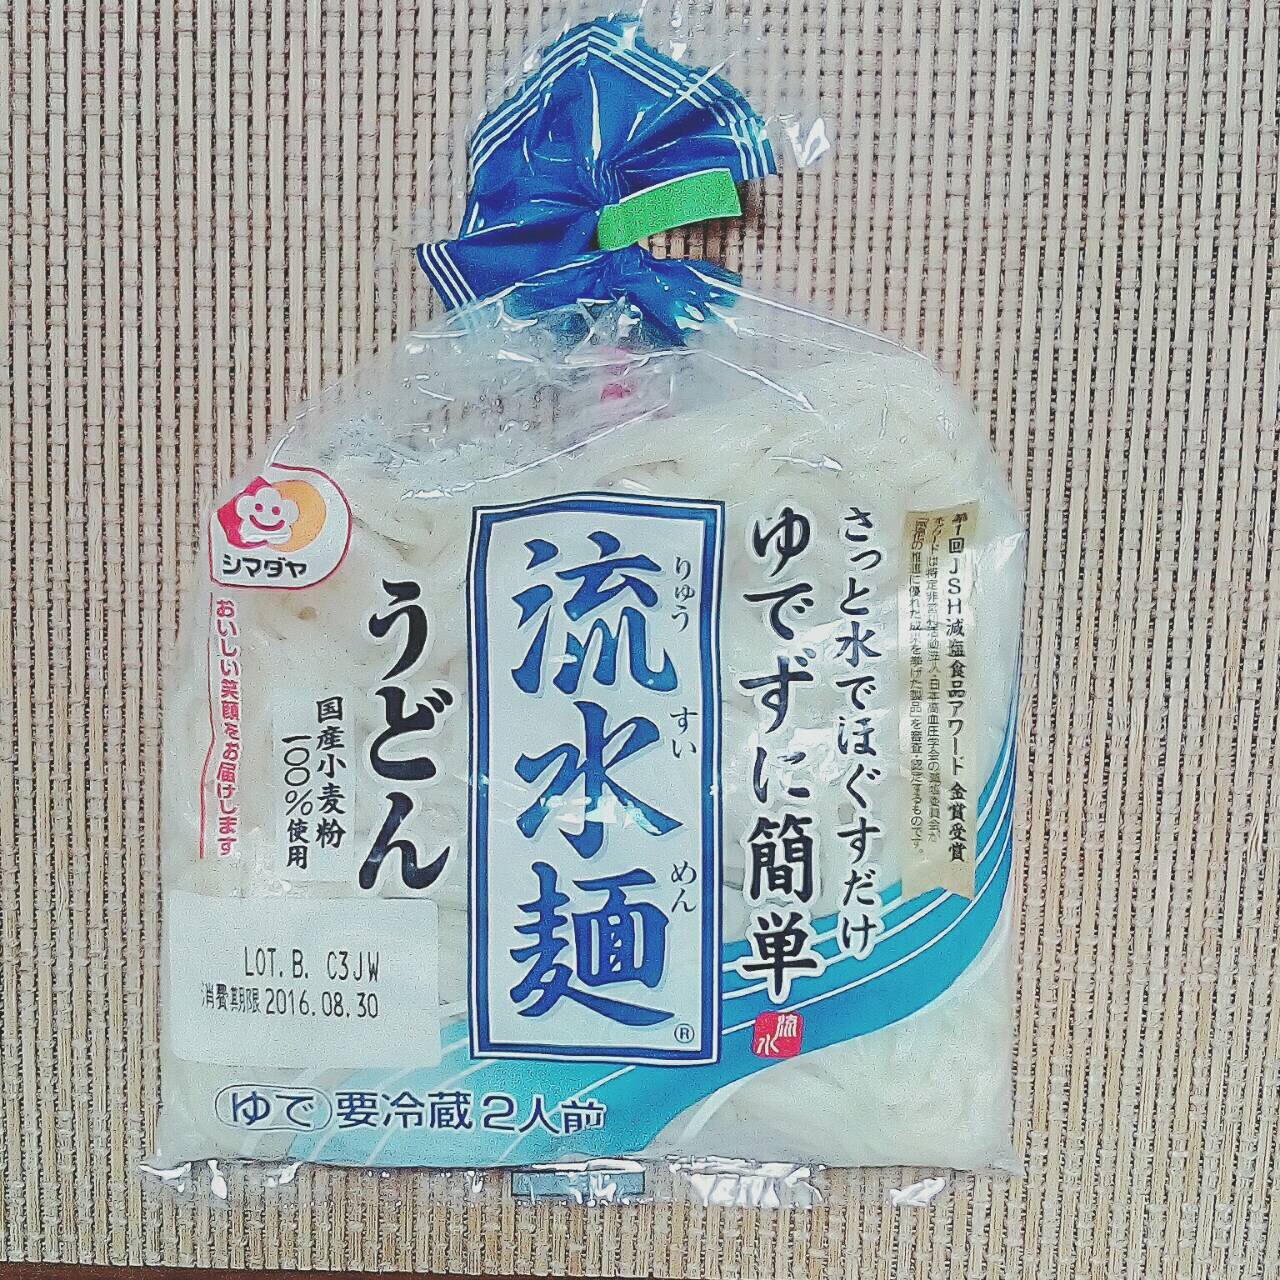 第1回JSH減塩食品アワード 金賞受賞
さっと水でほぐすだけ
ゆでずに簡単
流水
流水麺®
りゅう すい めん
うどん
国産小麦粉
100%使用
シマダヤ
おいしい笑顔をお届けします
LOT.B. C3JW
消費期限 2016.08.30
ゆで 要冷蔵 2人前